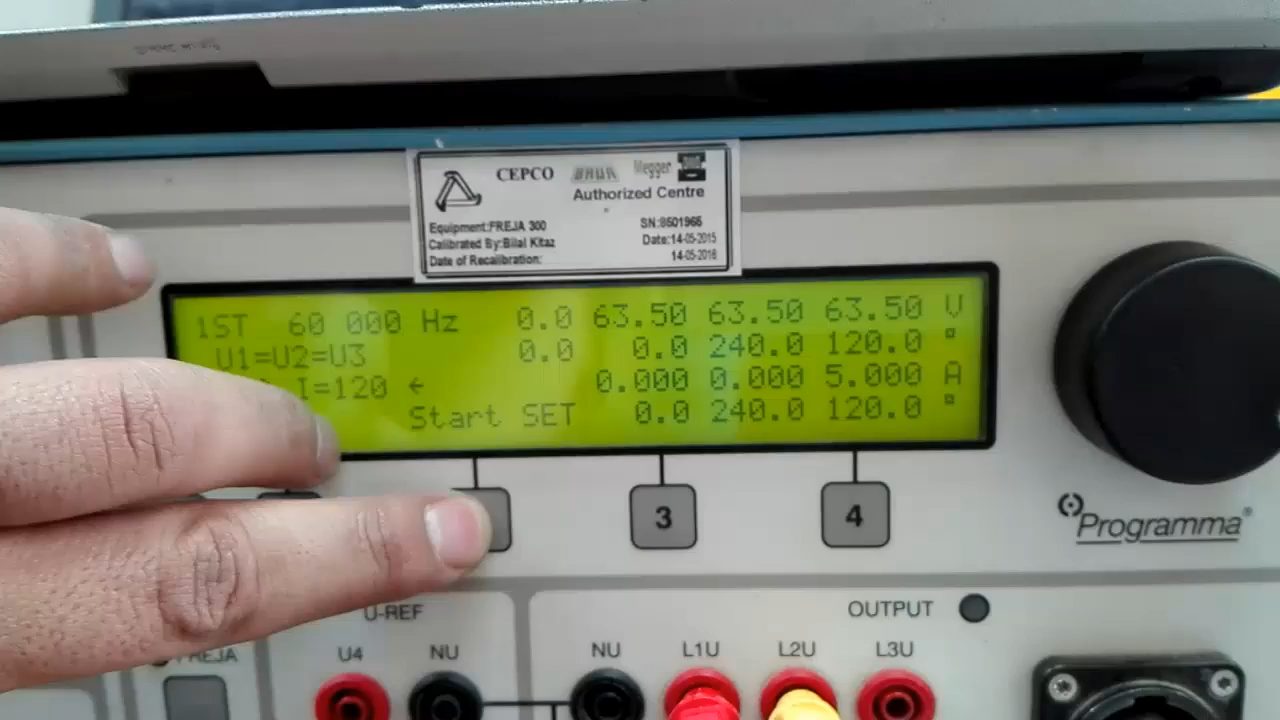 CEPCO BAUR Megger
Authorized Centre
Equipment:FREJA 300 SN:8501966
Calibrated By:Bilal Kitaz Date:14-05-2015
Date of Recalibration: 14-05-2016
1ST 60 000 Hz 0.0 63.50 63.50 63.50 V
U1=U2=U3 0.0 0.0 240.0 120.0 °
I=120 ← 0.000 0.000 5.000 A
Start SET 0.0 240.0 120.0 °
3 4
Programma®
U-REF OUTPUT
FREJA U4 NU NU L1U L2U L3U